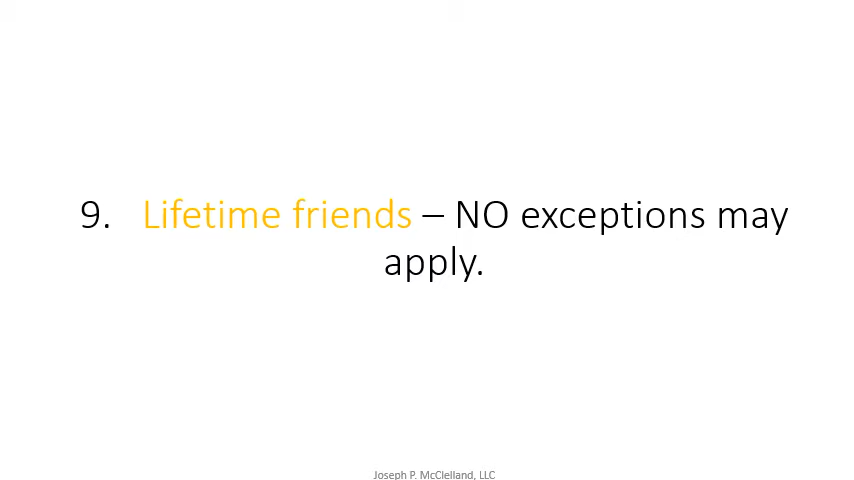 9. Lifetime friends – NO exceptions may
apply.
Joseph P. McClelland, LLC